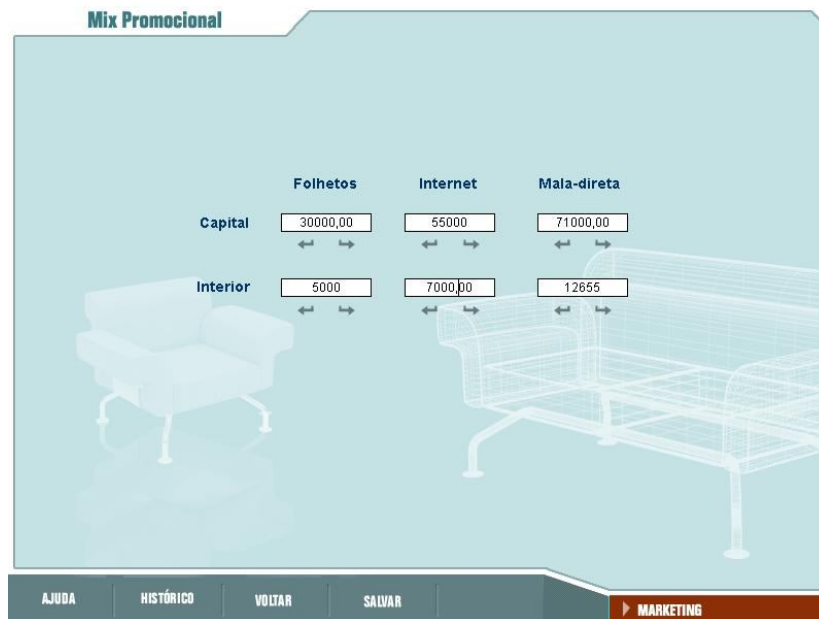 Mix Promocional
Folhetos Internet Mala-direta
Capital 30000,00 55000 71000,00
Interior 5000 7000,00 12655
AJUDA HISTÓRICO VOLTAR SALVAR MARKETING